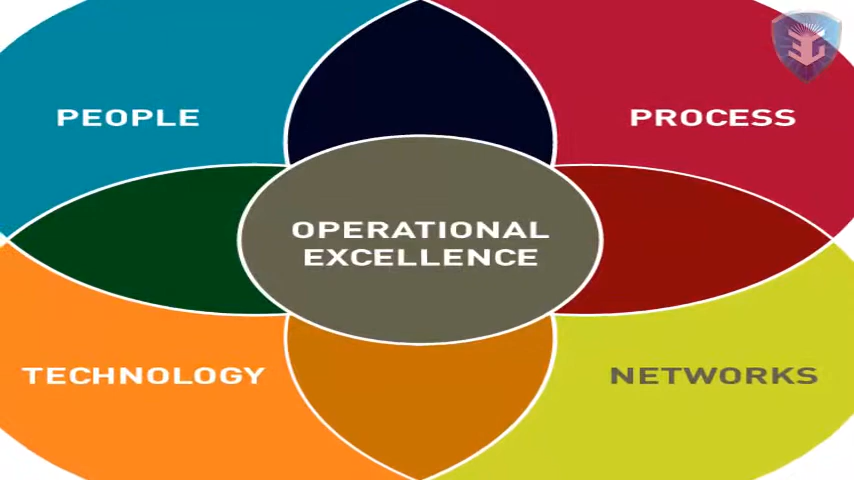 PEOPLE
PROCESS
OPERATIONAL
EXCELLENCE
TECHNOLOGY
NETWORKS